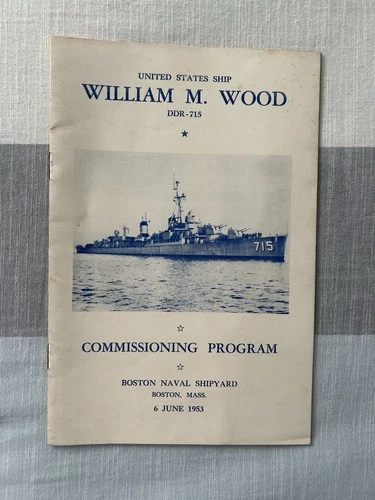 UNITED STATES SHIP
WILLIAM M. WOOD
DDR-715
715
COMMISSIONING PROGRAM
BOSTON NAVAL SHIPYARD
BOSTON, MASS.
6 JUNE 1953